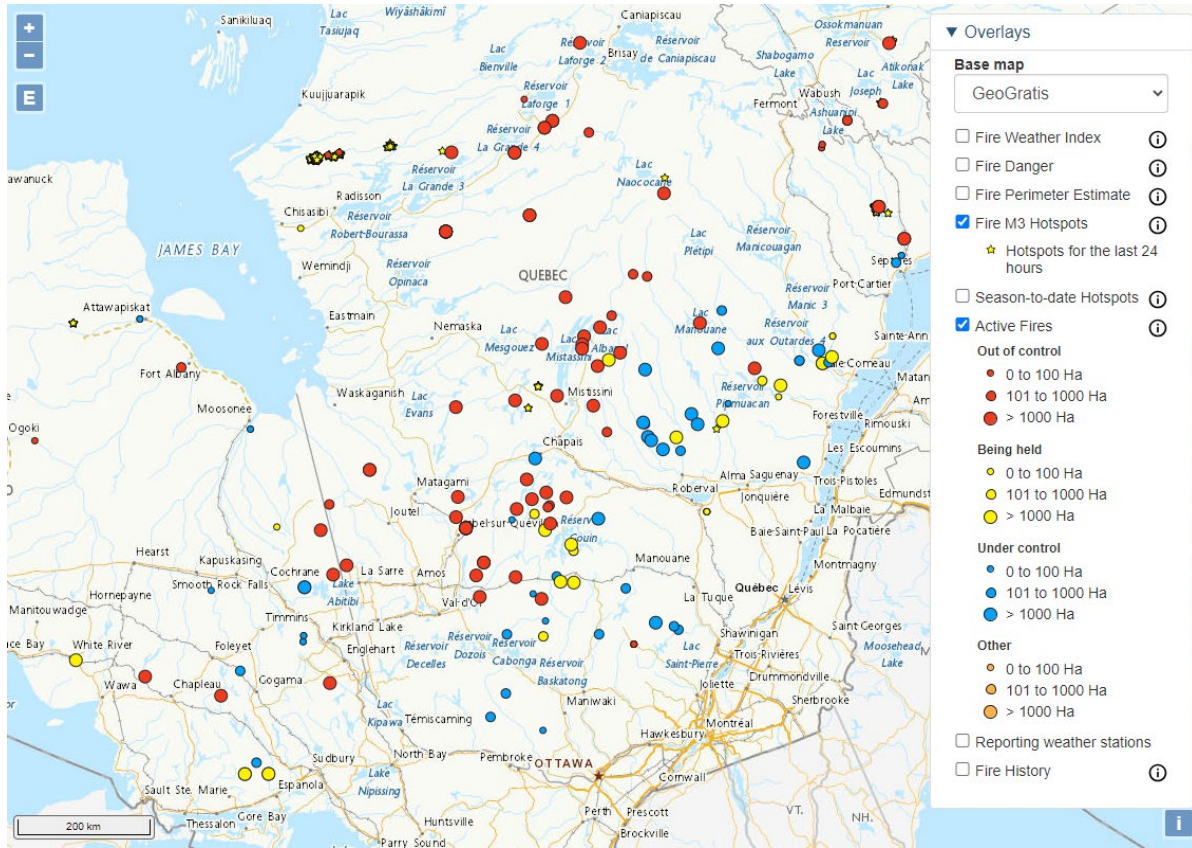 Sanikiluaq
Lac
Tasiujaq
Wiyâshâkimî
Caniapiscau
Ossokmanuan
Reservoir
Lac
Bienville
Réservoir
Laforge 2
Brisay
Réservoir
de Caniapiscau
Shabogamo
Lake
Atikonak
Lake
Lac
Joseph
Wabush
Fermont
Ashuanipi
Lake
Kuujjuarapik
Réservoir
Laforge 1
Réservoir
La Grande 4
Réservoir
La Grande 3
Lac
Naococane
awanuck
Radisson
Chisasibi
Réservoir
Robert-Bourassa
JAMES BAY
Wemindji
Réservoir
Opinaca
QUEBEC
Lac
Plétipi
Réservoir
Manicouagan
Sept-Îles
Port-Cartier
Réservoir
Manic 3
Attawapiskat
Eastmain
Nemaska
Lac
Mesgouez
Lac
Mistassini
Lac
Albanel
Lac
Manouane
Réservoir
aux Outardes 4
Sainte-Ann
ie-Comeau
Matan
Fort Albany
Waskaganish
Lac
Evans
Mistissini
Réservoir
Pipmuacan
Am
Moosonee
Forestville
Rimouski
Ogoki
Chapais
Les Escoumins
Alma
Saguenay
Trois-Pistoles
Roberval
Jonquière
Edmundst
Matagami
La Malbaie
Joutel
bel-sur-Quévillon
Réservoir
Gouin
Baie-Saint-Paul
La Pocatière
Hearst
Kapuskasing
Cochrane
La Sarre
Amos
Manouane
Montmagny
Hornepayne
Smooth Rock Falls
Lake
Abitibi
Québec
Lévis
Manitouwadge
Timmins
Val-d'Or
La Tuque
Kirkland Lake
Saint-Georges
ce Bay
White River
Foleyet
Englehart
Réservoir
Decelles
Réservoir
Dozois
Réservoir
Cabonga
Réservoir
Baskatong
Lac
Saint-Pierre
Shawinigan
Trois-Rivières
Moosehead
Lake
M
Wawa
Chapleau
Gogama
Drummondville
Joliette
Sherbrooke
Lac
Kipawa
Témiscaming
Maniwaki
Montréal
Hawkesbury
Sudbury
North Bay
Pembroke
OTTAWA
Espanola
Lake
Nipissing
Cornwall
Sault Ste. Marie
Thessalon
Gore Bay
Huntsville
Parry Sound
Perth
Prescott
Brockville
VT.
NH.
200 km
+
−
E
i
▼ Overlays
Base map
GeoGratis
Fire Weather Index
Fire Danger
Fire Perimeter Estimate
Fire M3 Hotspots
Hotspots for the last 24
hours
Season-to-date Hotspots
Active Fires
Out of control
0 to 100 Ha
101 to 1000 Ha
> 1000 Ha
Being held
0 to 100 Ha
101 to 1000 Ha
> 1000 Ha
Under control
0 to 100 Ha
101 to 1000 Ha
> 1000 Ha
Other
0 to 100 Ha
101 to 1000 Ha
> 1000 Ha
Reporting weather stations
Fire History